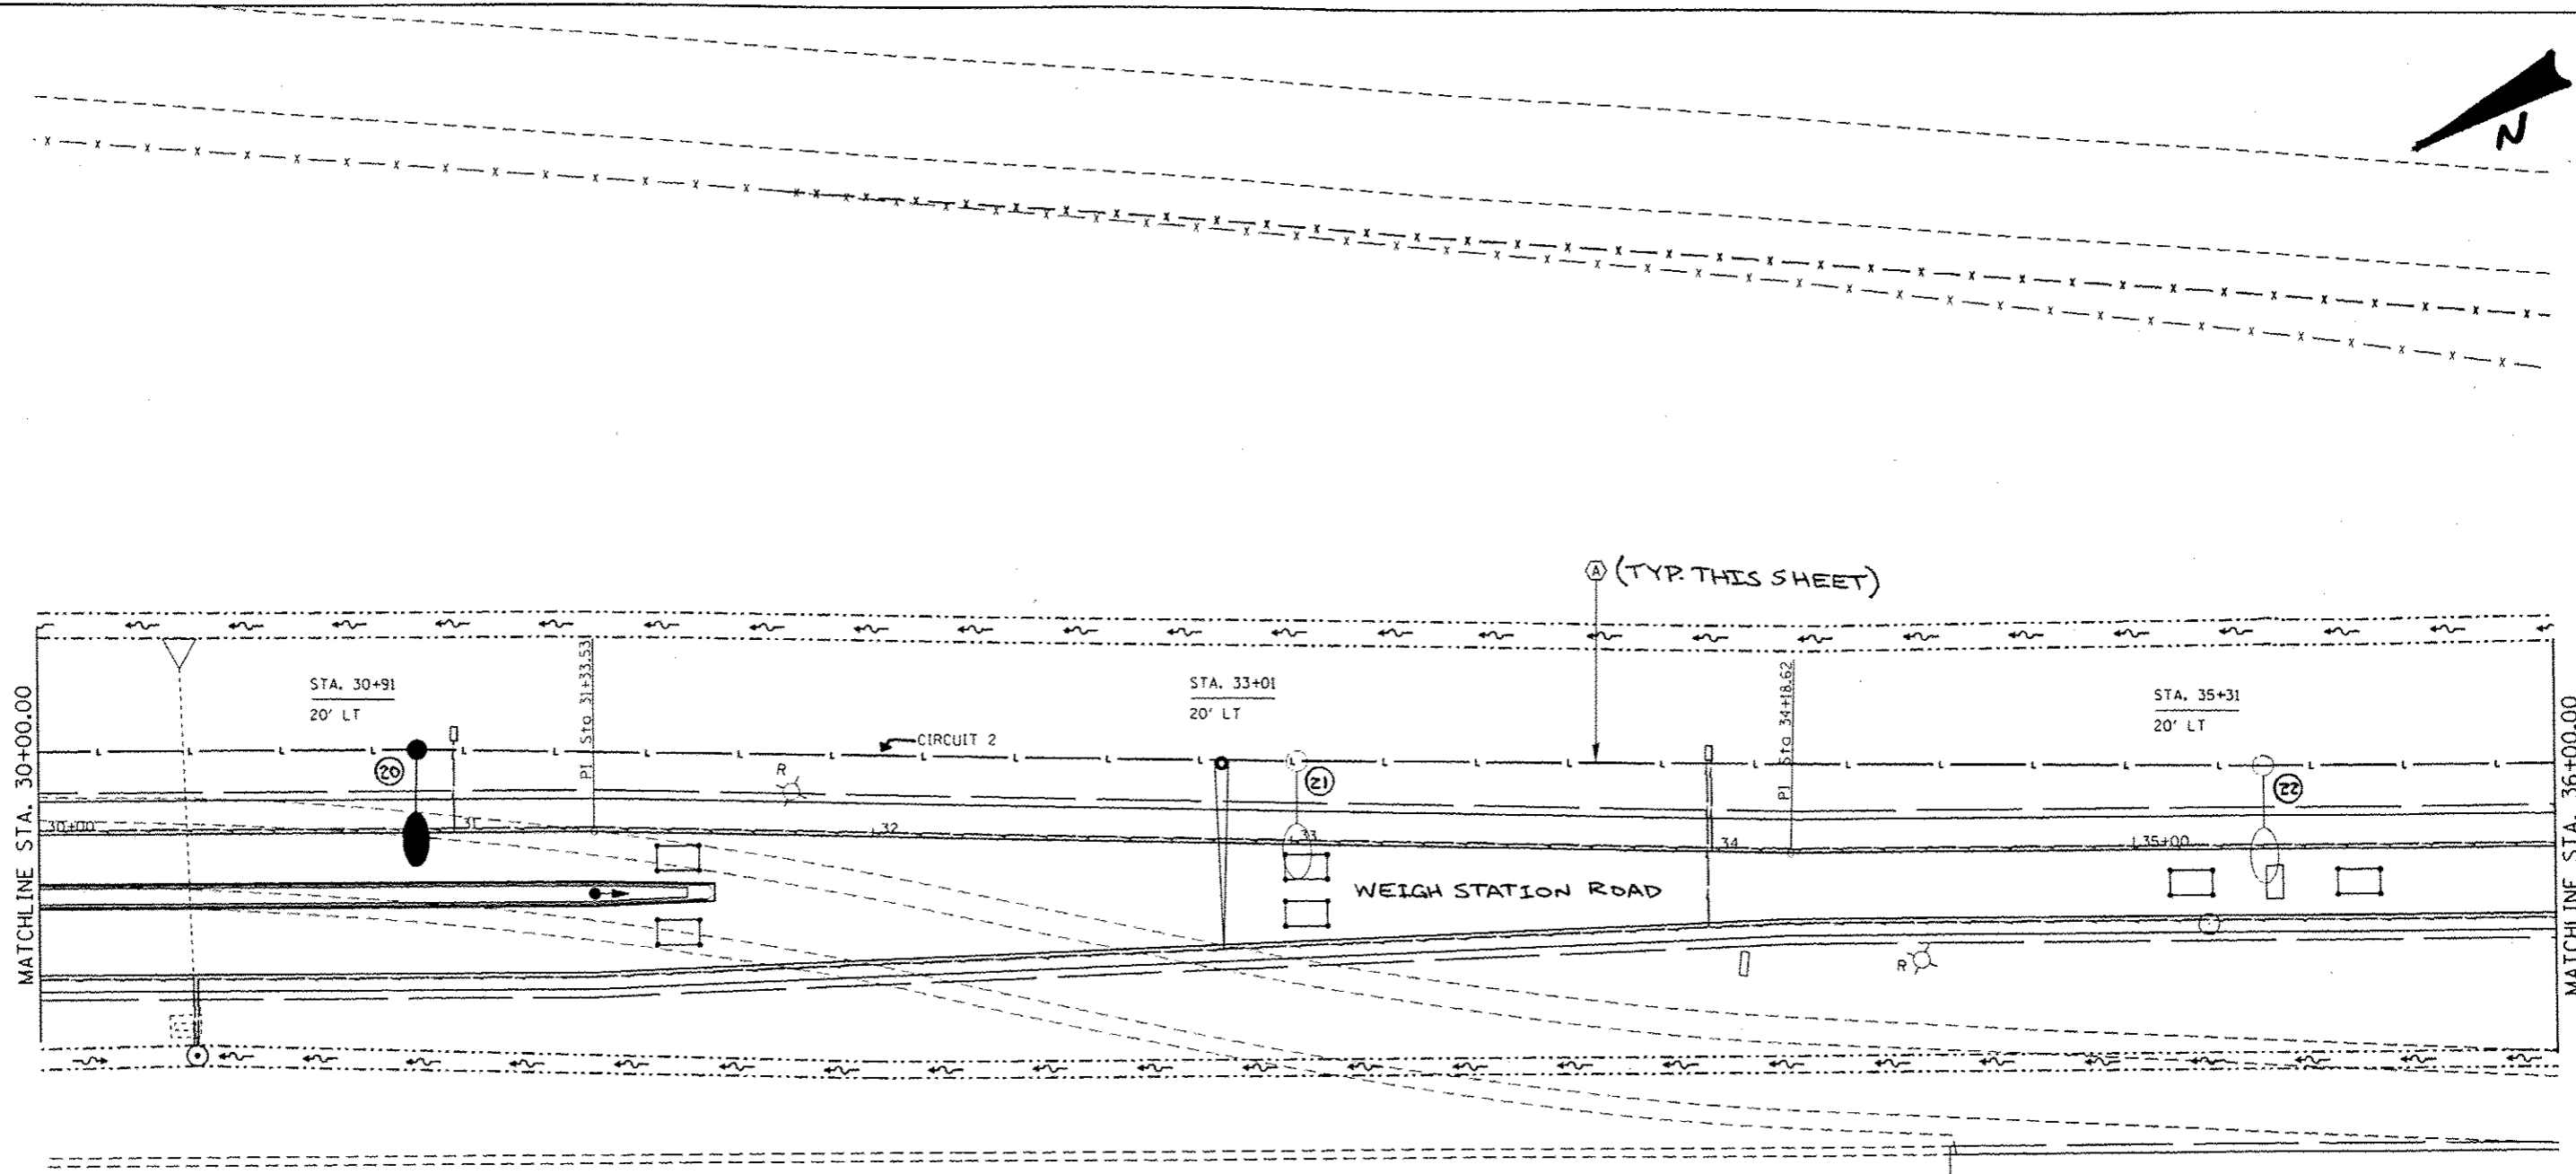 N
Ⓐ (TYP. THIS SHEET)
MATCHLINE STA. 30+00.00
STA. 30+91
20' LT
PI Sta 31+33.53
STA. 33+01
20' LT
PI Sta 34+18.62
STA. 35+31
20' LT
MATCHLINE STA. 36+00.00
CIRCUIT 2
20
R
21
22
30+00
31
32
33
34
35+00
WEIGH STATION ROAD
R